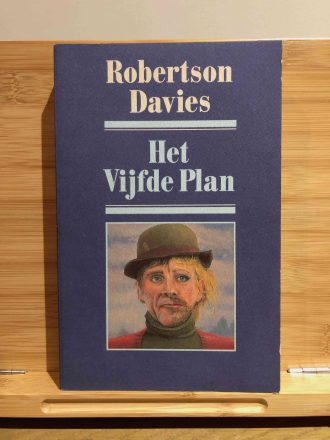 Robertson
Davies
Het
Vijfde Plan